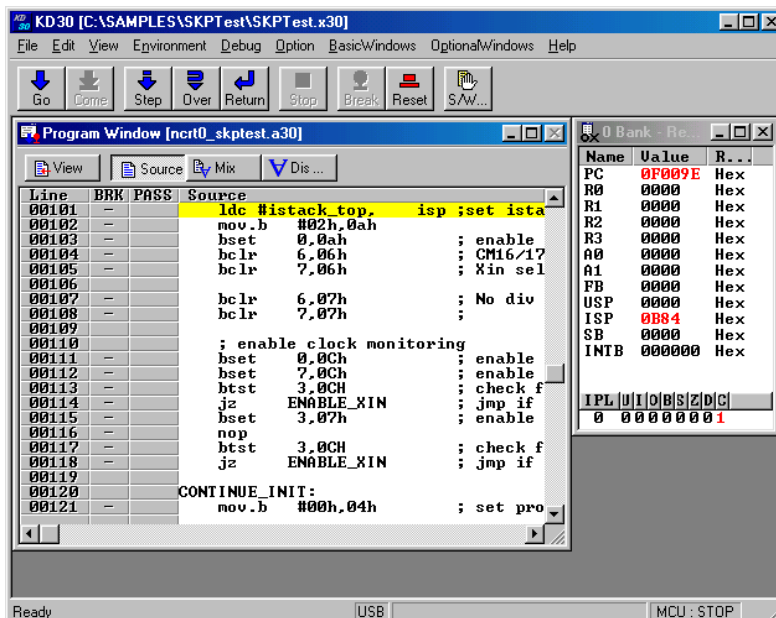 KD30 [C:\SAMPLES\SKPTest\SKPTest.x30]
File Edit View Environment Debug Option BasicWindows OptionalWindows Help
Go Come Step Over Return Stop Break Reset S/W...
Program Window [ncrt0_skptest.a30]
View Source Mix Dis ...
Line BRK PASS Source
00101 — ldc #istack_top, isp ;set ista
00102 — mov.b #02h,0ah
00103 — bset 0,0ah ; enable
00104 — bclr 6,06h ; CM16/17
00105 — bclr 7,06h ; Xin sel
00106
00107 — bclr 6,07h ; No div
00108 — bclr 7,07h ;
00109
00110 ; enable clock monitoring
00111 — bset 0,0Ch ; enable
00112 — bset 7,0Ch ; enable
00113 — btst 3,0CH ; check f
00114 — jz ENABLE_XIN ; jmp if
00115 — bset 3,07h ; enable
00116 — nop
00117 — btst 3,0CH ; check f
00118 — jz ENABLE_XIN ; jmp if
00119
00120 CONTINUE_INIT:
00121 — mov.b #00h,04h ; set pro
0 Bank - Re...
Name Value R...
PC 0F009E Hex
R0 0000 Hex
R1 0000 Hex
R2 0000 Hex
R3 0000 Hex
A0 0000 Hex
A1 0000 Hex
FB 0000 Hex
USP 0000 Hex
ISP 0B84 Hex
SB 0000 Hex
INTB 000000 Hex
IPL U I O B S Z D C
0 0 0 0 0 0 0 0 1
Ready USB MCU : STOP